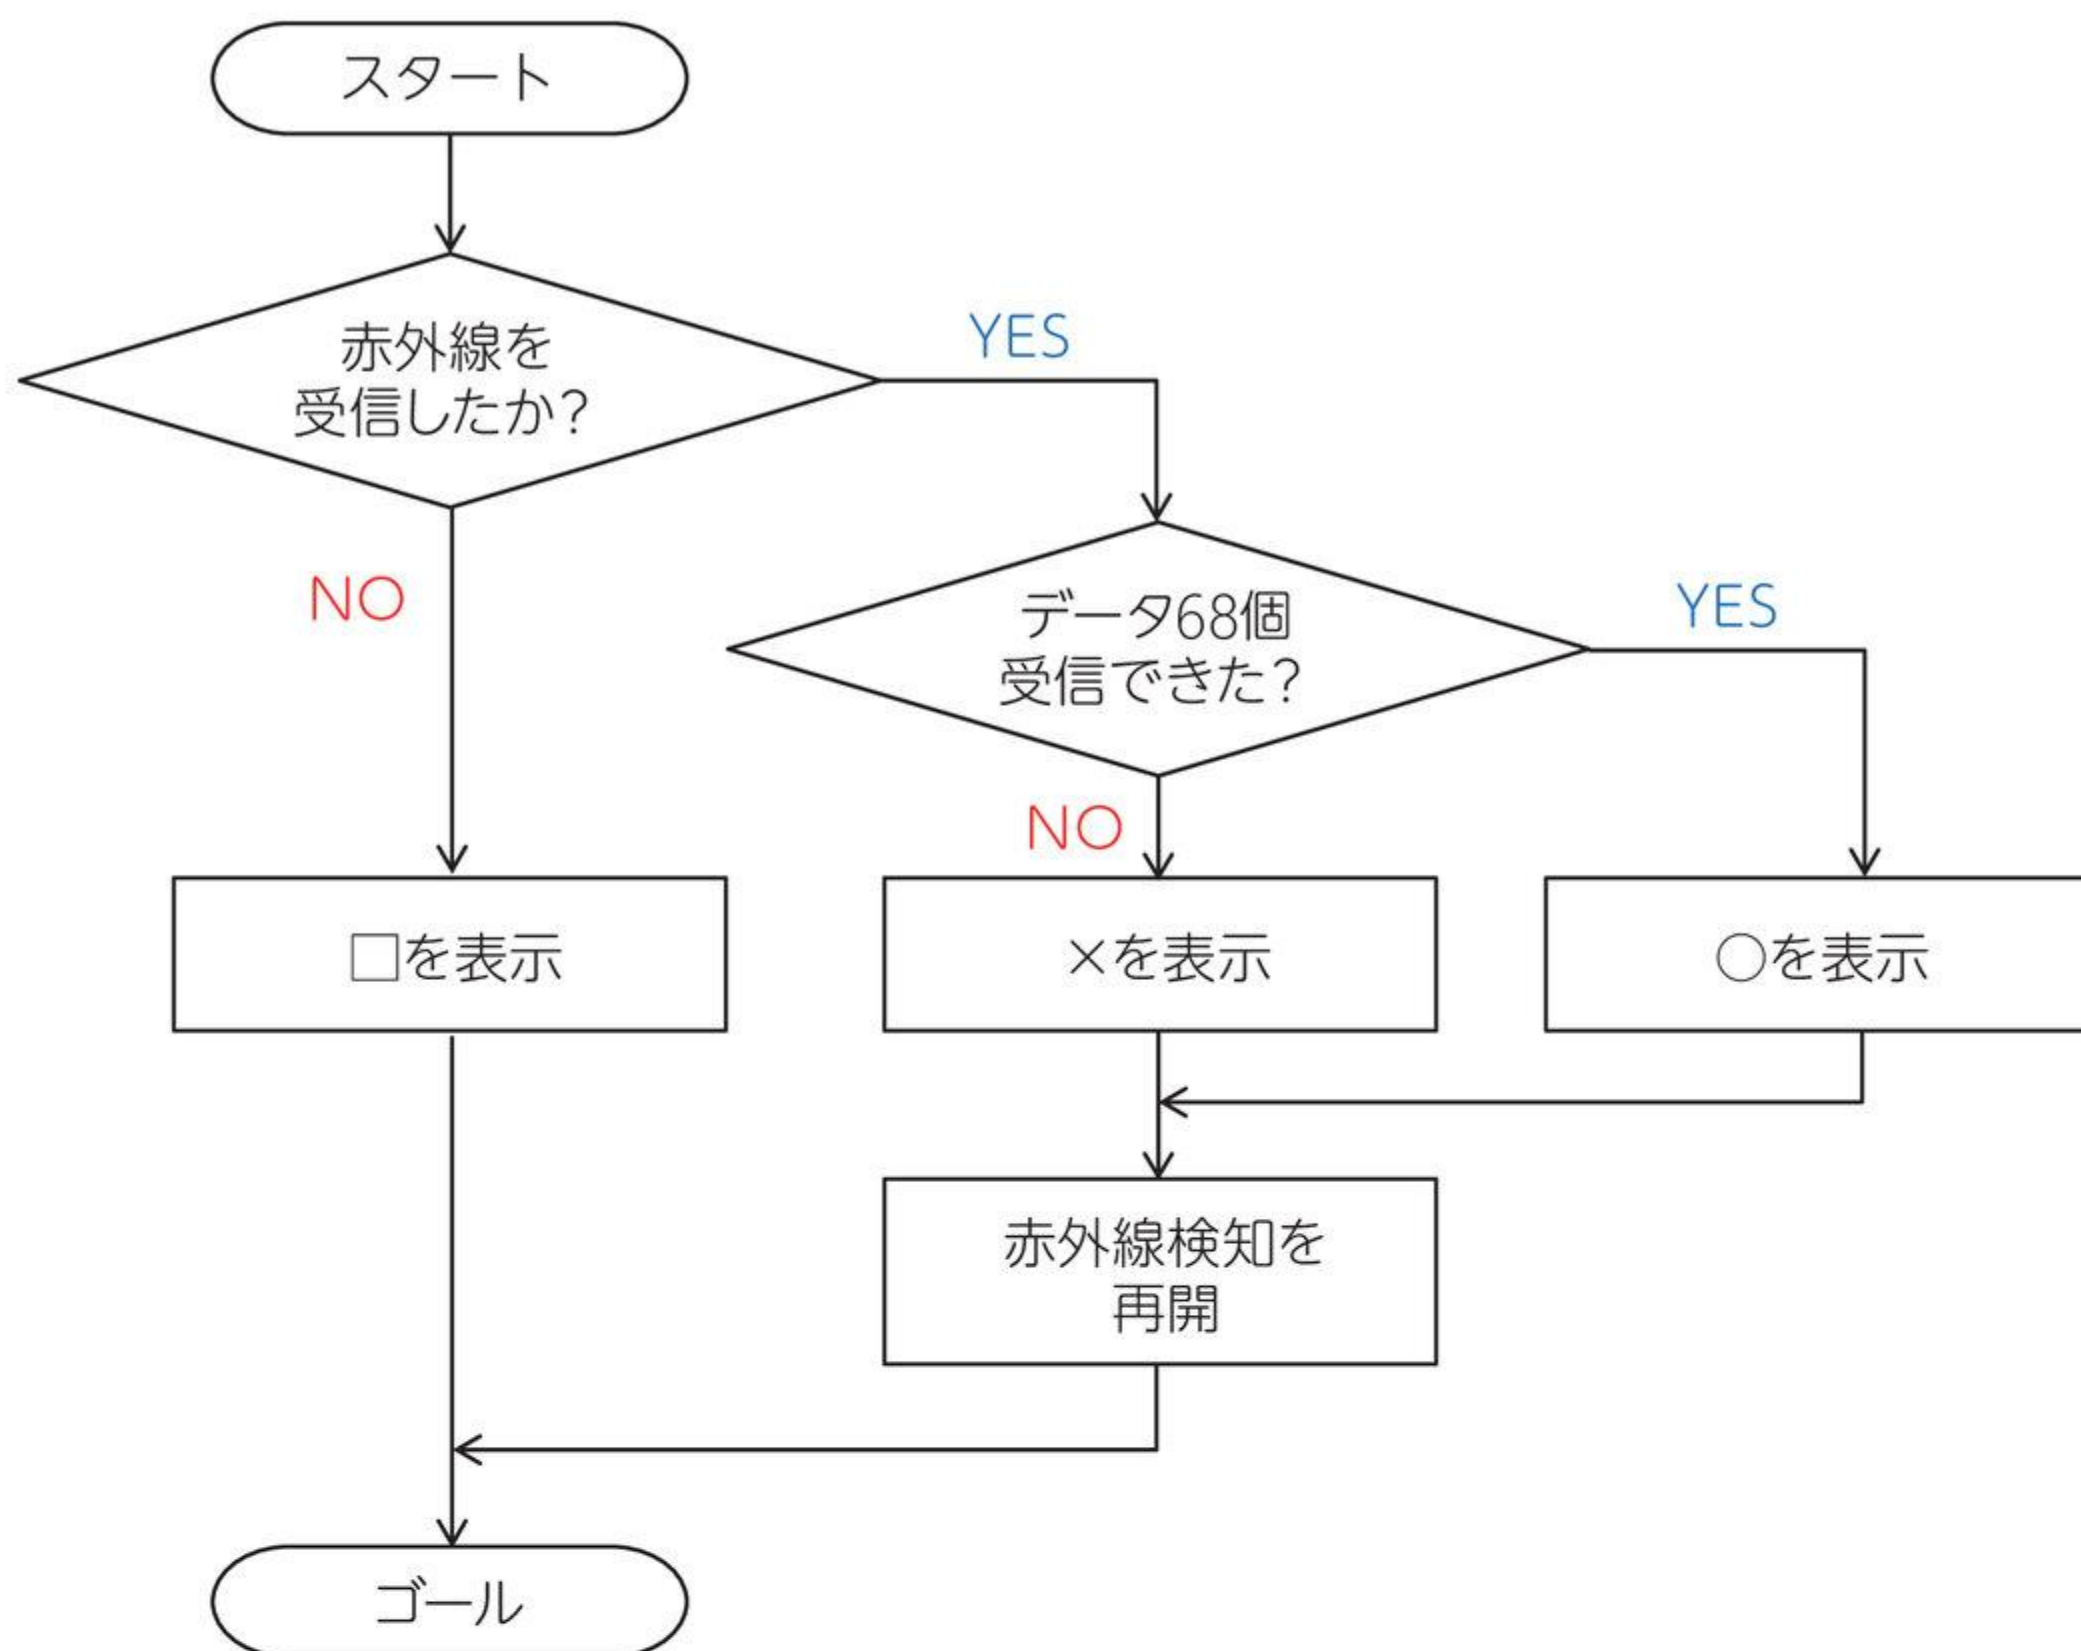 スタート
赤外線を
受信したか?
YES
NO
データ68個
受信できた?
YES
NO
□を表示
×を表示
○を表示
赤外線検知を
再開
ゴール